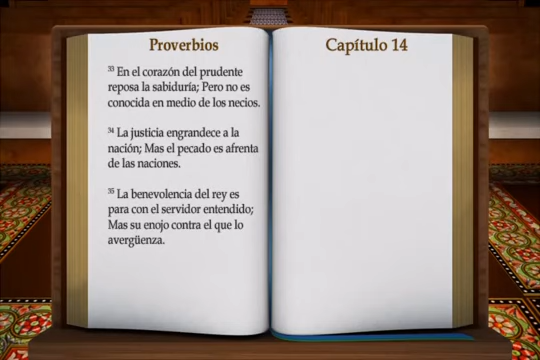 Proverbios
Capítulo 14
33 En el corazón del prudente
reposa la sabiduría; Pero no es
conocida en medio de los necios.
34 La justicia engrandece a la
nación; Mas el pecado es afrenta
de las naciones.
35 La benevolencia del rey es
para con el servidor entendido;
Mas su enojo contra el que lo
avergüenza.